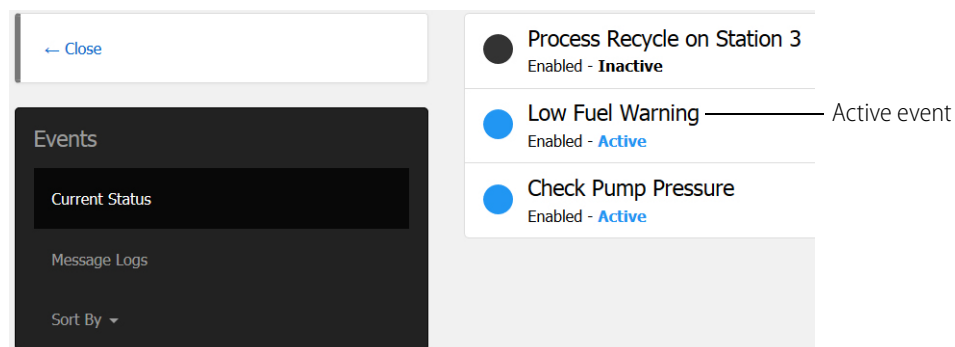 ← Close
Events
Current Status
Message Logs
Sort By
Process Recycle on Station 3
Enabled - Inactive
Low Fuel Warning
Enabled - Active
Check Pump Pressure
Enabled - Active
Active event